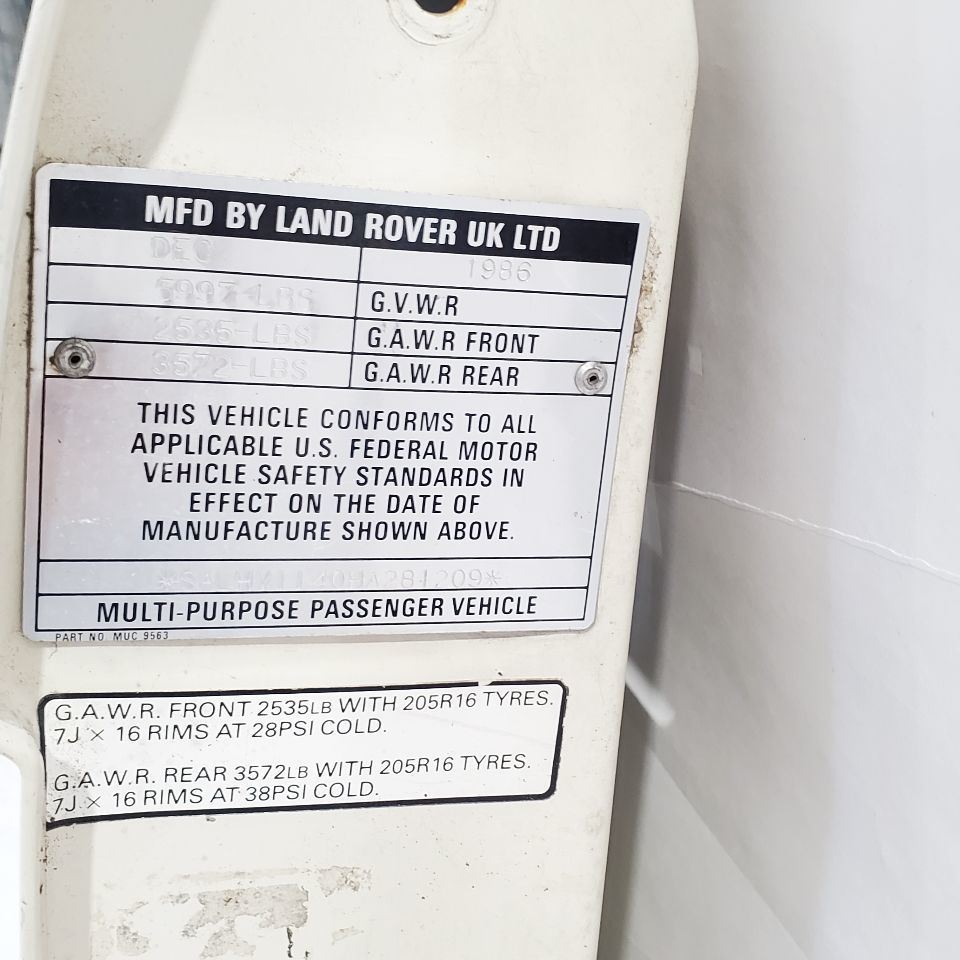 MFD BY LAND ROVER UK LTD
DEC 1986
5997-LBS G.V.W.R
2535-LBS G.A.W.R FRONT
3572-LBS G.A.W.R REAR
THIS VEHICLE CONFORMS TO ALL
APPLICABLE U.S. FEDERAL MOTOR
VEHICLE SAFETY STANDARDS IN
EFFECT ON THE DATE OF
MANUFACTURE SHOWN ABOVE.
MULTI-PURPOSE PASSENGER VEHICLE
PART NO MUC 9563
G.A.W.R. FRONT 2535LB WITH 205R16 TYRES.
7J × 16 RIMS AT 28PSI COLD.
G.A.W.R. REAR 3572LB WITH 205R16 TYRES.
7J × 16 RIMS AT 38PSI COLD.